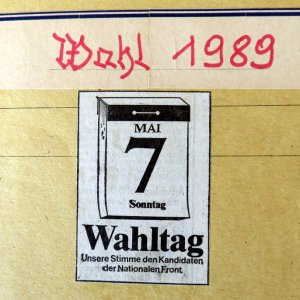 Wahl 1989
MAI
7
Sonntag
Wahltag
Unsere Stimme den Kandidaten
der Nationalen Front